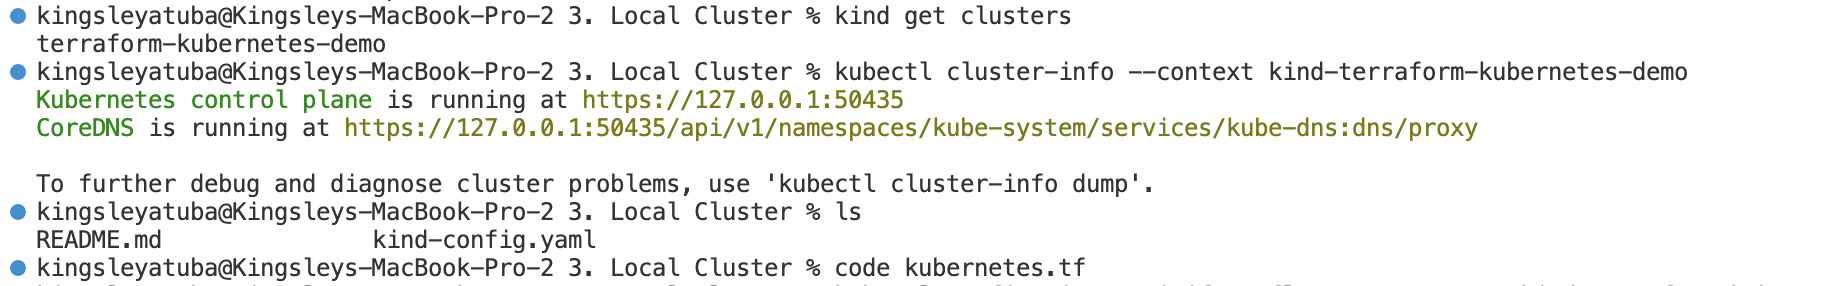 kingsleyatuba@Kingsleys-MacBook-Pro-2 3. Local Cluster % kind get clusters
terraform-kubernetes-demo
kingsleyatuba@Kingsleys-MacBook-Pro-2 3. Local Cluster % kubectl cluster-info --context kind-terraform-kubernetes-demo
Kubernetes control plane is running at https://127.0.0.1:50435
CoreDNS is running at https://127.0.0.1:50435/api/v1/namespaces/kube-system/services/kube-dns:dns/proxy
To further debug and diagnose cluster problems, use 'kubectl cluster-info dump'.
kingsleyatuba@Kingsleys-MacBook-Pro-2 3. Local Cluster % ls
README.md kind-config.yaml
kingsleyatuba@Kingsleys-MacBook-Pro-2 3. Local Cluster % code kubernetes.tf